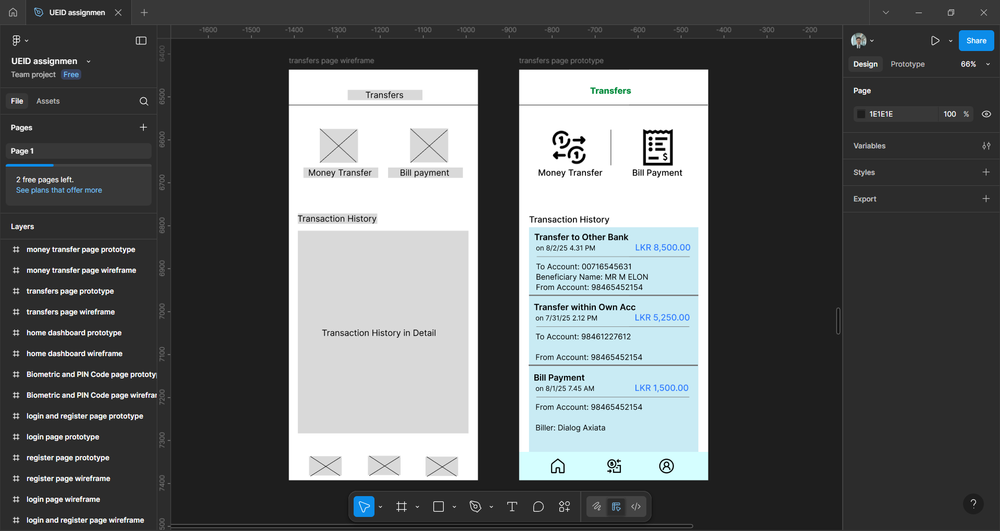 UEID assignmen
-1600 -1500 -1400 -1300 -1200 -1100 -1000 -900 -800 -700 -600 -500 -400 -300 -200
UEID assignmen
Team project Free
File Assets
Pages
Page 1
2 free pages left.
See plans that offer more
Layers
money transfer page prototype
money transfer page wireframe
transfers page prototype
transfers page wireframe
home dashboard prototype
home dashboard wireframe
Biometric and PIN Code page prototy
Biometric and PIN Code page wirefra
login and register page prototype
login page prototype
register page prototype
register page wireframe
login page wireframe
login and register page wireframe
6400
6500
6600
6700
6800
6900
7000
7100
7200
7300
7400
500
transfers page wireframe
Transfers
Money Transfer
Bill payment
Transaction History
Transaction History in Detail
transfers page prototype
Transfers
Money Transfer
Bill Payment
Transaction History
Transfer to Other Bank
on 8/2/25 4.31 PM LKR 8,500.00
To Account: 00716545631
Beneficiary Name: MR M ELON
From Account: 98465452154
Transfer within Own Acc
on 7/31/25 2.12 PM LKR 5,250.00
To Account: 98461227612
From Account: 98465452154
Bill Payment
on 8/1/25 7.45 AM LKR 1,500.00
From Account: 98465452154
Biller: Dialog Axiata
Share
Design Prototype 66%
Page
1E1E1E 100 %
Variables
Styles
Export
?